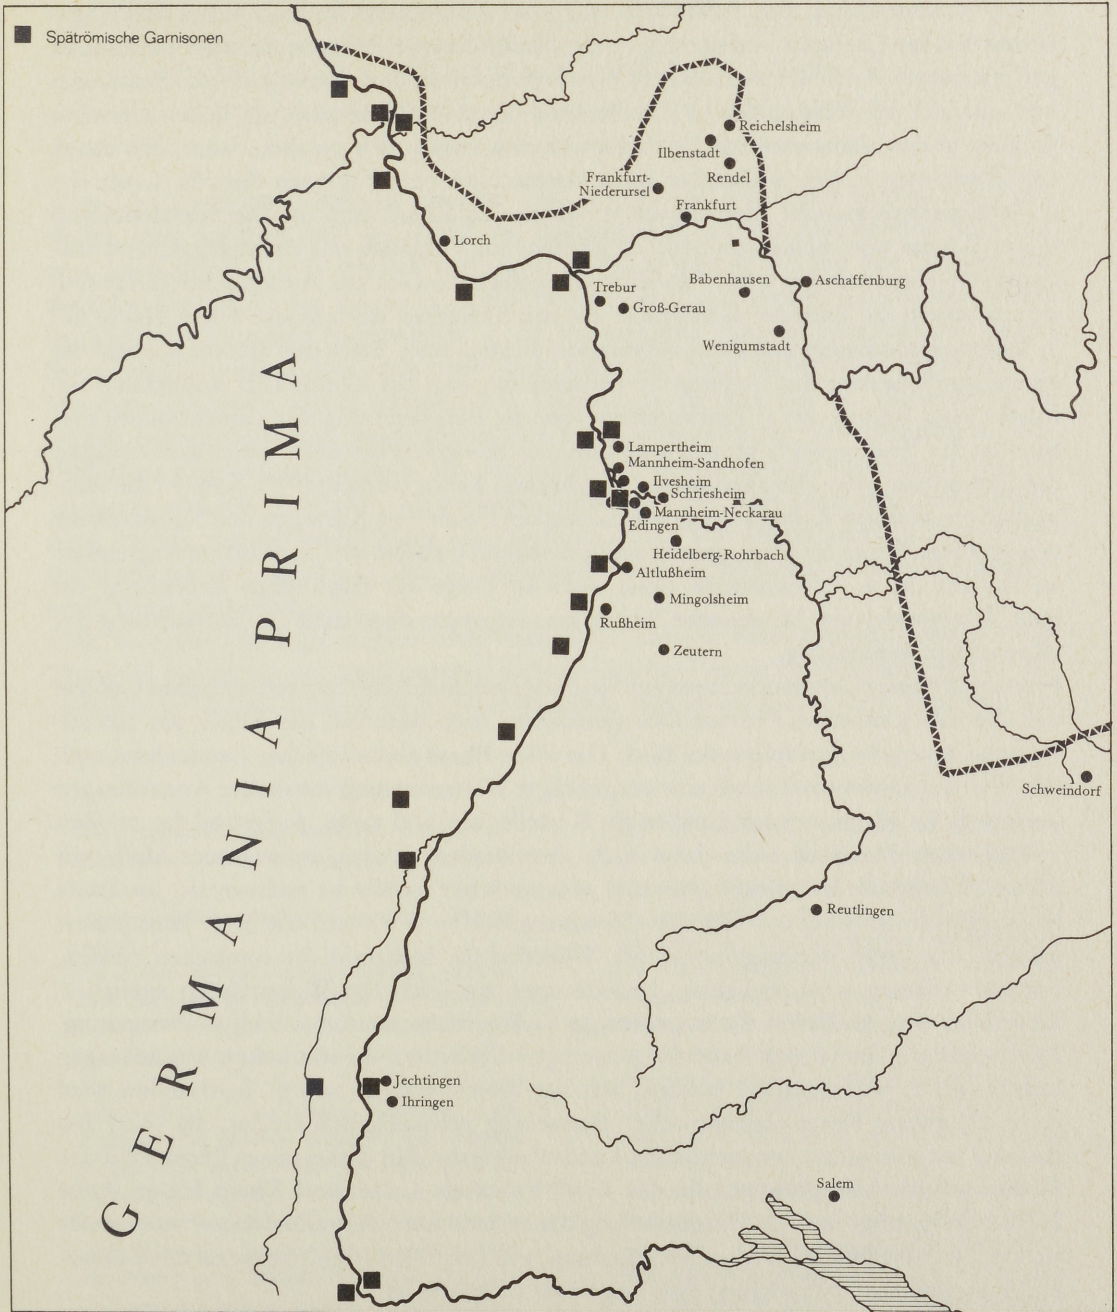 Spätrömische Garnisonen
Reichelsheim
Ilbenstadt
Rendel
Frankfurt-
Niederursel
Frankfurt
Lorch
Babenhausen
Aschaffenburg
Trebur
Groß-Gerau
Wenigumstadt
GERMANIA PRIMA
Lampertheim
Mannheim-Sandhofen
Ilvesheim
Schriesheim
Mannheim-Neckarau
Edingen
Heidelberg-Rohrbach
Altlußheim
Mingolsheim
Rußheim
Zeutern
Schweindorf
Reutlingen
Jechtingen
Ihringen
Salem